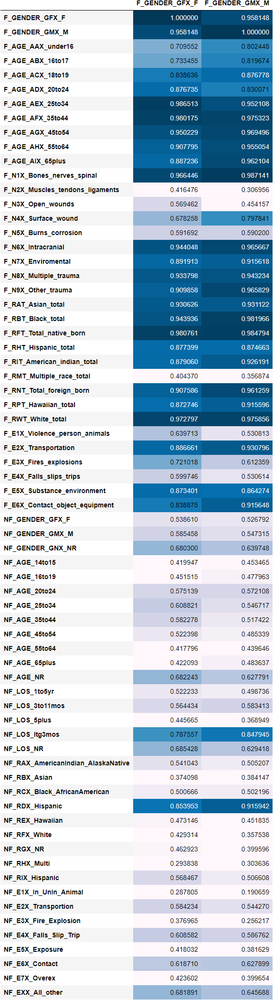 F_GENDER_GFX_F F_GENDER_GMX_M
F_GENDER_GFX_F 1.000000 0.958148
F_GENDER_GMX_M 0.958148 1.000000
F_AGE_AAX_under16 0.709552 0.802448
F_AGE_ABX_16to17 0.733455 0.819674
F_AGE_ACX_18to19 0.838636 0.876778
F_AGE_ADX_20to24 0.876735 0.830071
F_AGE_AEX_25to34 0.986513 0.952108
F_AGE_AFX_35to44 0.980175 0.975323
F_AGE_AGX_45to54 0.950229 0.969496
F_AGE_AHX_55to64 0.907795 0.955054
F_AGE_AIX_65plus 0.887236 0.962104
F_N1X_Bones_nerves_spinal 0.966446 0.987141
F_N2X_Muscles_tendons_ligaments 0.416476 0.306956
F_N3X_Open_wounds 0.569462 0.454157
F_N4X_Surface_wound 0.678258 0.797841
F_N5X_Burns_corrosion 0.591692 0.590200
F_N6X_Intracranial 0.944048 0.965667
F_N7X_Enviromental 0.891913 0.915618
F_N8X_Multiple_trauma 0.933798 0.943234
F_N9X_Other_trauma 0.909858 0.965829
F_RAT_Asian_total 0.930626 0.931122
F_RBT_Black_total 0.943936 0.981966
F_RFT_Total_native_born 0.980761 0.984794
F_RHT_Hispanic_total 0.877399 0.874663
F_RIT_American_indian_total 0.879060 0.926191
F_RMT_Multiple_race_total 0.404370 0.356874
F_RNT_Total_foreign_born 0.907586 0.961259
F_RPT_Hawaiian_total 0.872746 0.915596
F_RWT_White_total 0.972797 0.975856
F_E1X_Violence_person_animals 0.639713 0.530813
F_E2X_Transportation 0.886661 0.930796
F_E3X_Fires_explosions 0.721018 0.612359
F_E4X_Falls_slips_trips 0.599746 0.530614
F_E5X_Substance_environment 0.873401 0.864274
F_E6X_Contact_object_equipment 0.838875 0.915648
NF_GENDER_GFX_F 0.538610 0.526792
NF_GENDER_GMX_M 0.585458 0.547315
NF_GENDER_GNX_NR 0.680300 0.639748
NF_AGE_14to15 0.419947 0.453465
NF_AGE_16to19 0.451515 0.477963
NF_AGE_20to24 0.575139 0.572108
NF_AGE_25to34 0.608821 0.546717
NF_AGE_35to44 0.582278 0.517422
NF_AGE_45to54 0.522398 0.485339
NF_AGE_55to64 0.417796 0.439646
NF_AGE_65plus 0.422093 0.483637
NF_AGE_NR 0.682243 0.627791
NF_LOS_1to5yr 0.522233 0.498736
NF_LOS_3to11mos 0.564434 0.583413
NF_LOS_5plus 0.445665 0.368949
NF_LOS_ltg3mos 0.787557 0.847945
NF_LOS_NR 0.685428 0.629418
NF_RAX_AmericanIndian_AlaskaNative 0.541043 0.505207
NF_RBX_Asian 0.374098 0.384147
NF_RCX_Black_AfricanAmerican 0.500666 0.502196
NF_RDX_Hispanic 0.853953 0.915942
NF_REX_Hawaiian 0.473146 0.451835
NF_RFX_White 0.429314 0.357538
NF_RGX_NR 0.462923 0.399596
NF_RHX_Multi 0.293838 0.303636
NF_RIX_Hispanic 0.568467 0.506608
NF_E1X_In_UnIn_Animal 0.287805 0.190659
NF_E2X_Transportion 0.584234 0.544270
NF_E3X_Fire_Explosion 0.376965 0.256217
NF_E4X_Falls_Slip_Trip 0.608582 0.586762
NF_E5X_Exposure 0.418032 0.381629
NF_E6X_Contact 0.618710 0.627899
NF_E7X_Overex 0.423602 0.399654
NF_EXX_All_other 0.681891 0.645688